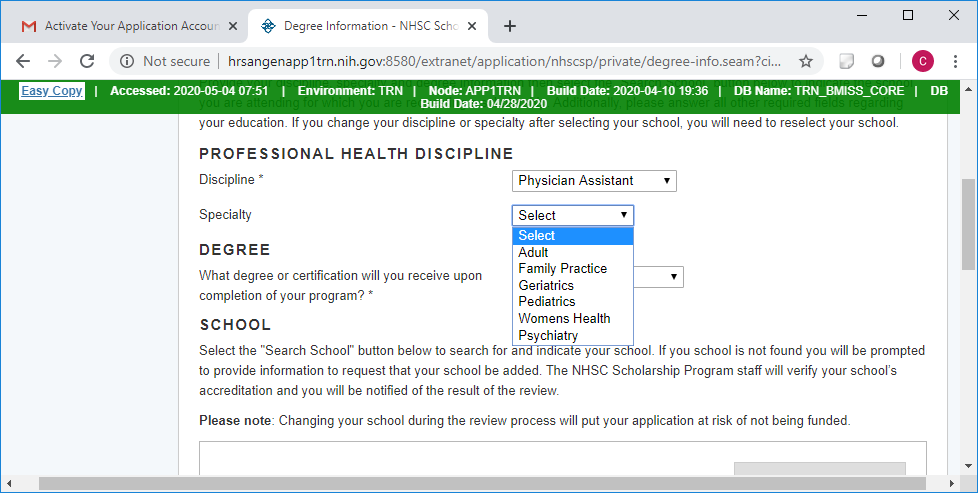 Activate Your Application Accoun
Degree Information - NHSC Scho
Not secure | hrsangenapp1trn.nih.gov:8580/extranet/application/nhscsp/private/degree-info.seam?ci...
C
Easy Copy | Accessed: 2020-05-04 07:51 | Environment: TRN | Node: APP1TRN | Build Date: 2020-04-10 19:36 | DB Name: TRN_BMISS_CORE | DB
Build Date: 04/28/2020
your education. If you change your discipline or specialty after selecting your school, you will need to reselect your school.
PROFESSIONAL HEALTH DISCIPLINE
Discipline *
Physician Assistant
Specialty
Select
Select
Adult
Family Practice
Geriatrics
Pediatrics
Womens Health
Psychiatry
DEGREE
What degree or certification will you receive upon
completion of your program? *
SCHOOL
Select the "Search School" button below to search for and indicate your school. If you school is not found you will be prompted
to provide information to request that your school be added. The NHSC Scholarship Program staff will verify your school's
accreditation and you will be notified of the result of the review.
Please note: Changing your school during the review process will put your application at risk of not being funded.